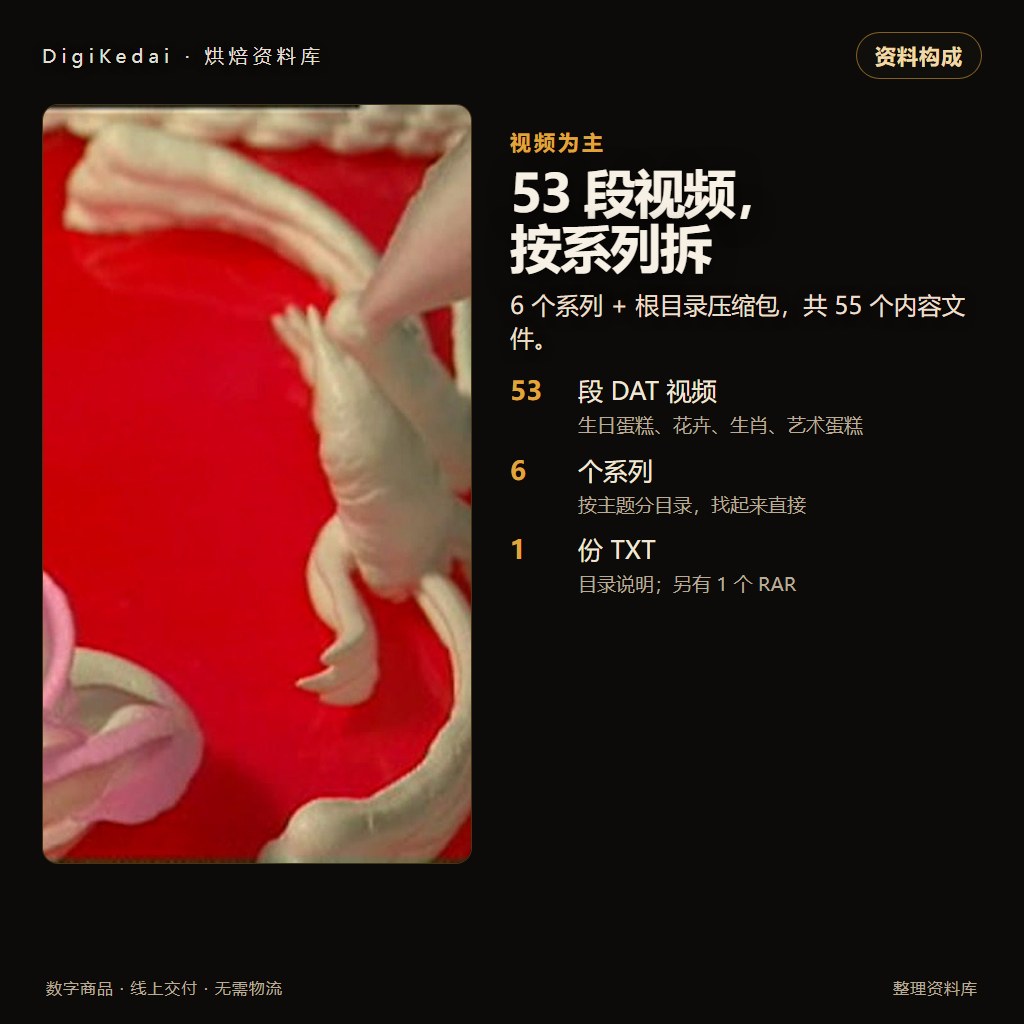 DigiKedai · 烘焙资料库
资料构成
视频为主
53 段视频，
按系列拆
6 个系列 + 根目录压缩包，共 55 个内容文
件。
53 段 DAT 视频
生日蛋糕、花卉、生肖、艺术蛋糕
6 个系列
按主题分目录，找起来直接
1 份 TXT
目录说明；另有 1 个 RAR
数字商品 · 线上交付 · 无需物流
整理资料库